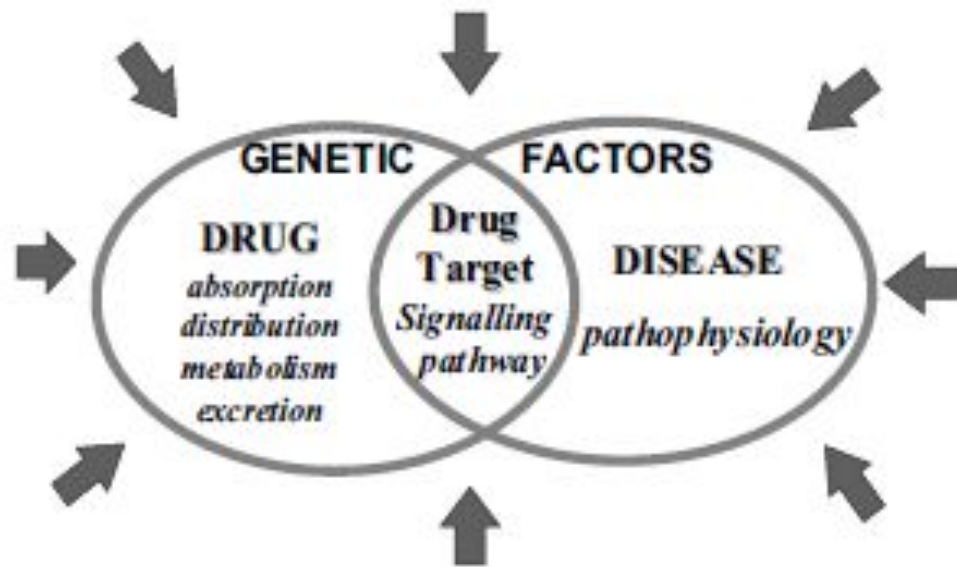 GENETIC FACTORS
DRUG
absorption
distribution
metabolism
excretion
Drug
Target
Signalling
pathway
DISEASE
pathophysiology